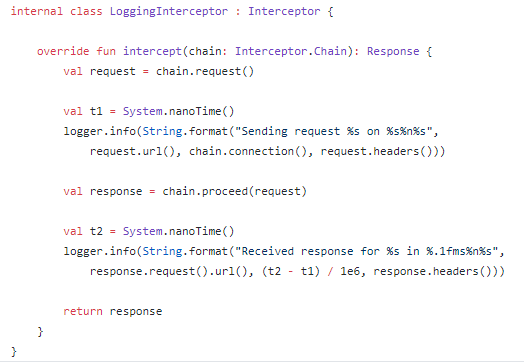 internal class LoggingInterceptor : Interceptor {
override fun intercept(chain: Interceptor.Chain): Response {
val request = chain.request()
val t1 = System.nanoTime()
logger.info(String.format("Sending request %s on %s%n%s",
request.url(), chain.connection(), request.headers()))
val response = chain.proceed(request)
val t2 = System.nanoTime()
logger.info(String.format("Received response for %s in %.1fms%n%s",
response.request().url(), (t2 - t1) / 1e6, response.headers()))
return response
}
}